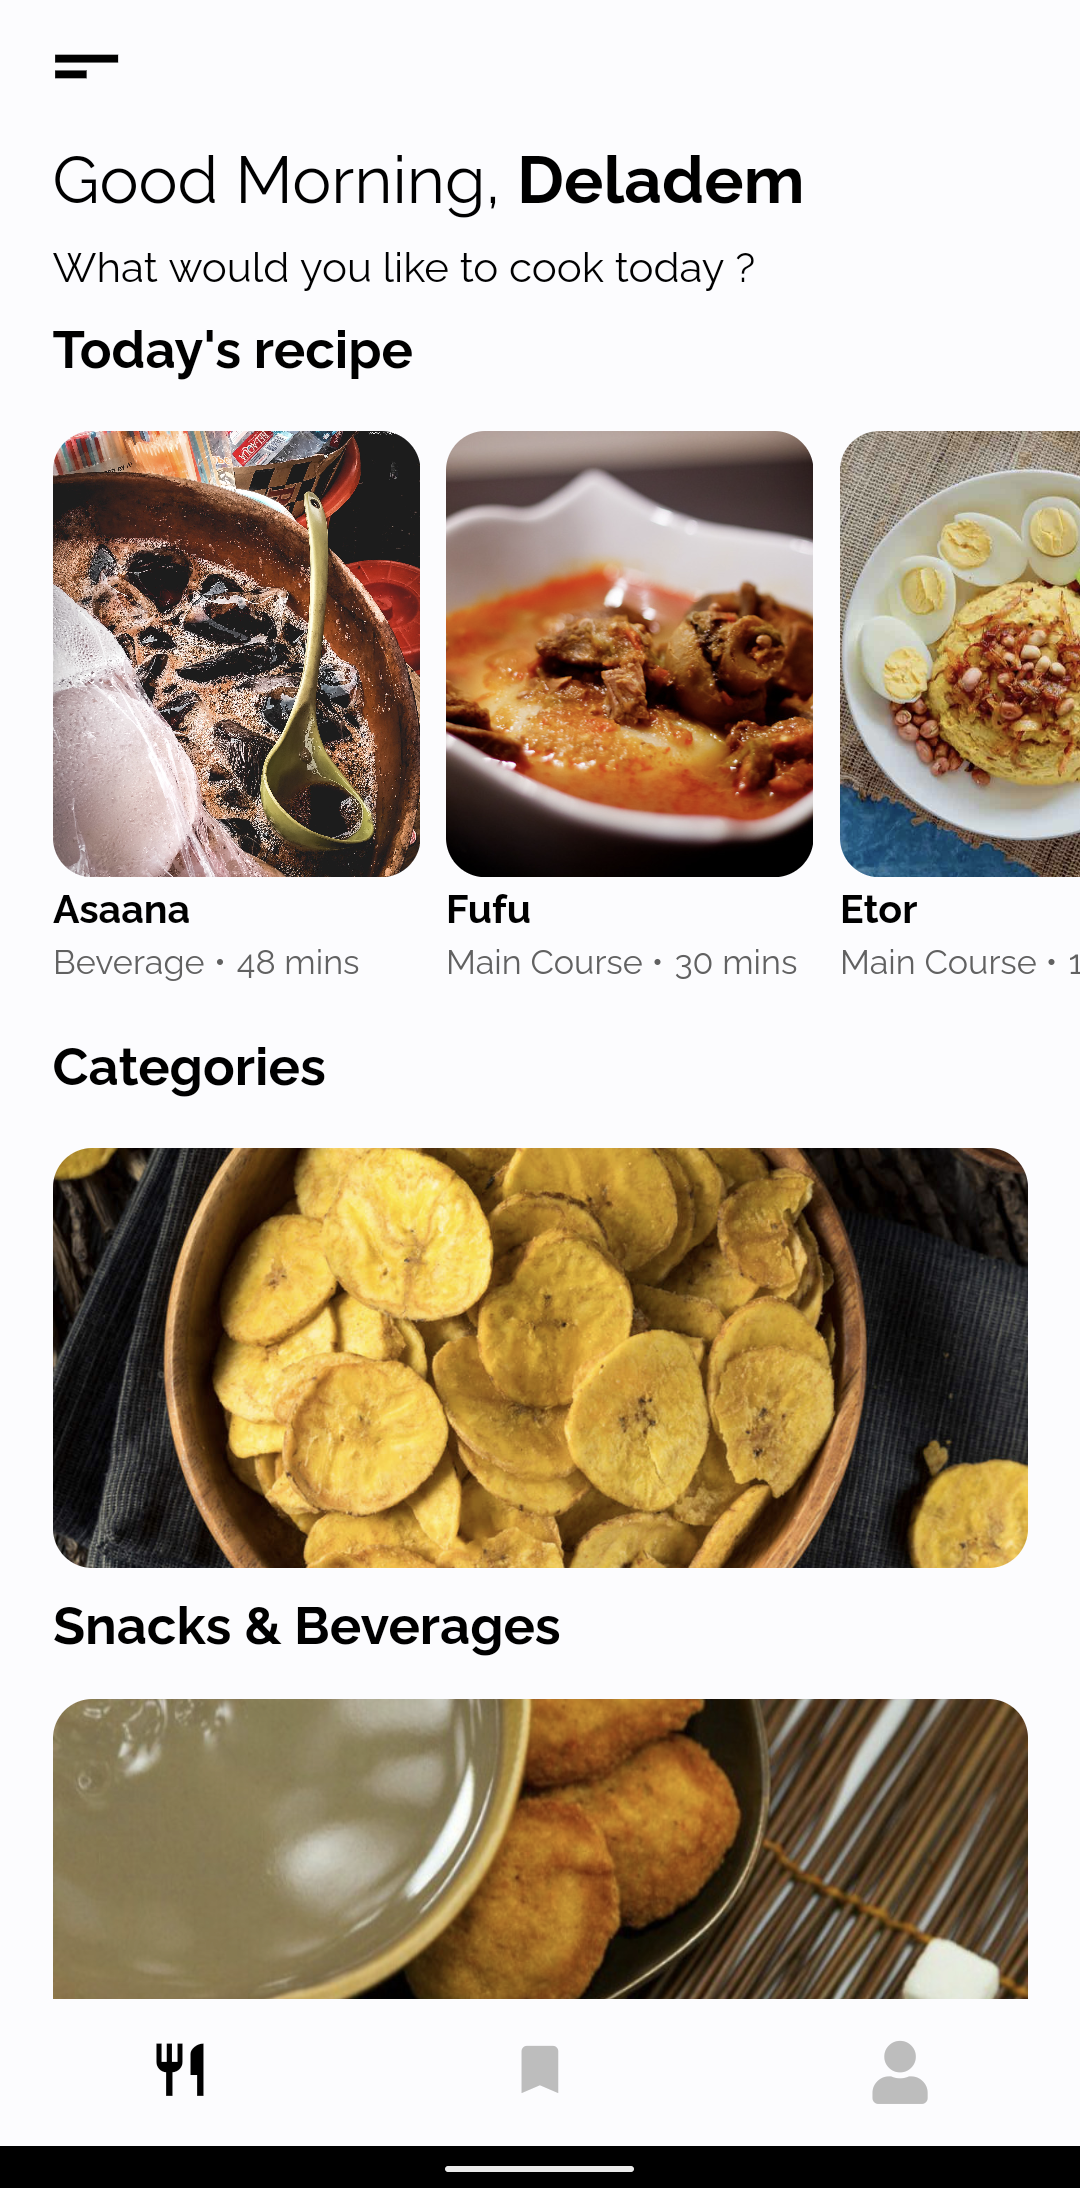 Good Morning, Deladem
What would you like to cook today ?
Today's recipe
Asaana
Beverage • 48 mins
Fufu
Main Course • 30 mins
Etor
Main Course •
Categories
Snacks & Beverages